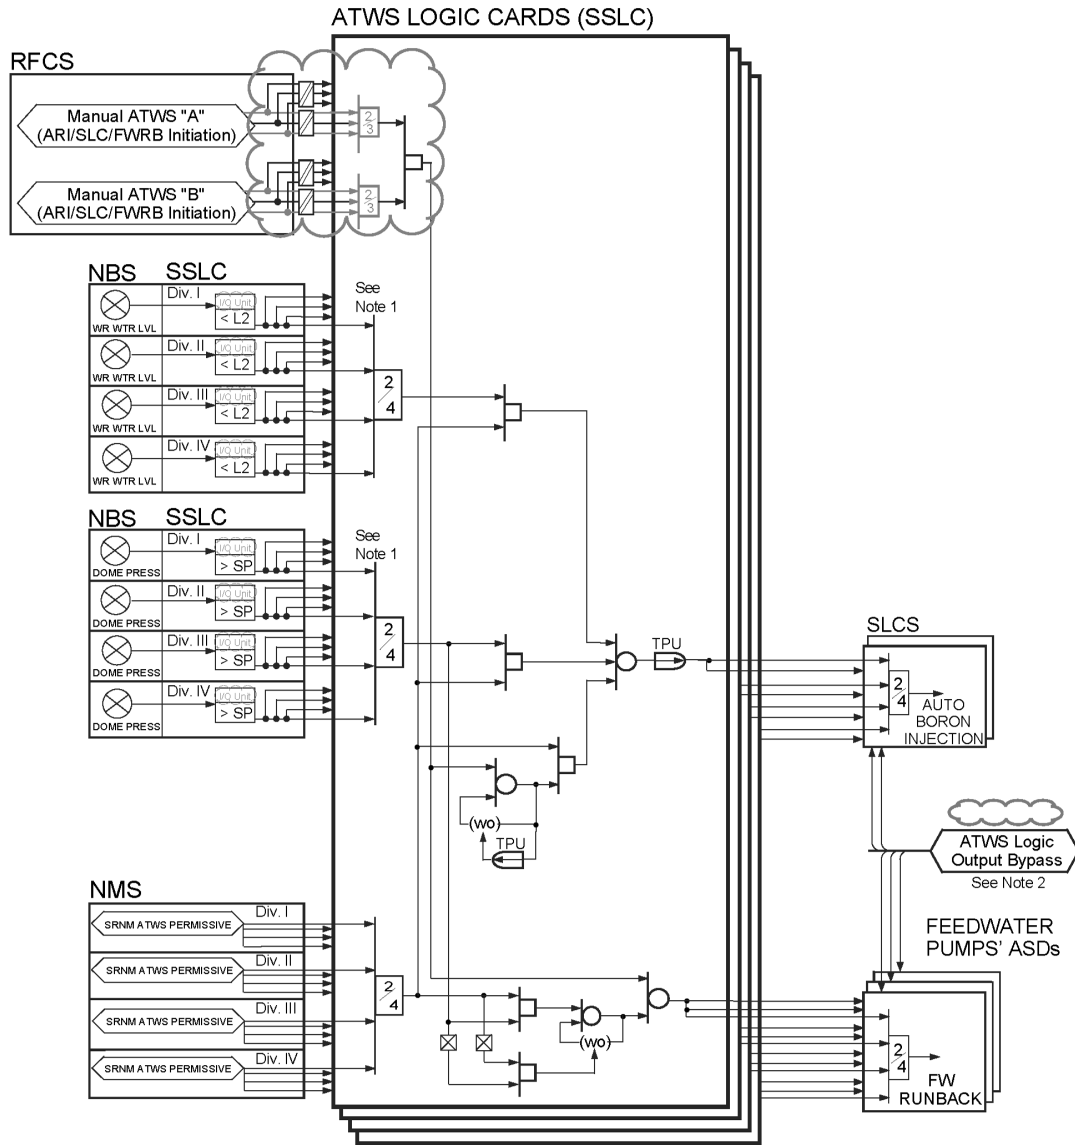 ATWS LOGIC CARDS (SSLC)
RFCS
Manual ATWS "A"
(ARI/SLC/FWRB Initiation)
2/3
Manual ATWS "B"
(ARI/SLC/FWRB Initiation)
2/3
NBS SSLC
See
Note 1
Div. I
I/O Unit
< L2
WR WTR LVL
Div. II
I/O Unit
< L2
WR WTR LVL
2/4
Div. III
I/O Unit
< L2
WR WTR LVL
Div. IV
I/O Unit
< L2
WR WTR LVL
NBS SSLC
See
Note 1
Div. I
I/O Unit
> SP
DOME PRESS
Div. II
I/O Unit
> SP
DOME PRESS
2/4
Div. III
I/O Unit
> SP
DOME PRESS
Div. IV
I/O Unit
> SP
DOME PRESS
TPU
SLCS
2/4
AUTO
BORON
INJECTION
(wo)
TPU
ATWS Logic
Output Bypass
See Note 2
NMS
Div. I
SRNM ATWS PERMISSIVE
Div. II
SRNM ATWS PERMISSIVE
2/4
Div. III
SRNM ATWS PERMISSIVE
Div. IV
SRNM ATWS PERMISSIVE
(wo)
FEEDWATER
PUMPS' ASDs
2/4
FW
RUNBACK